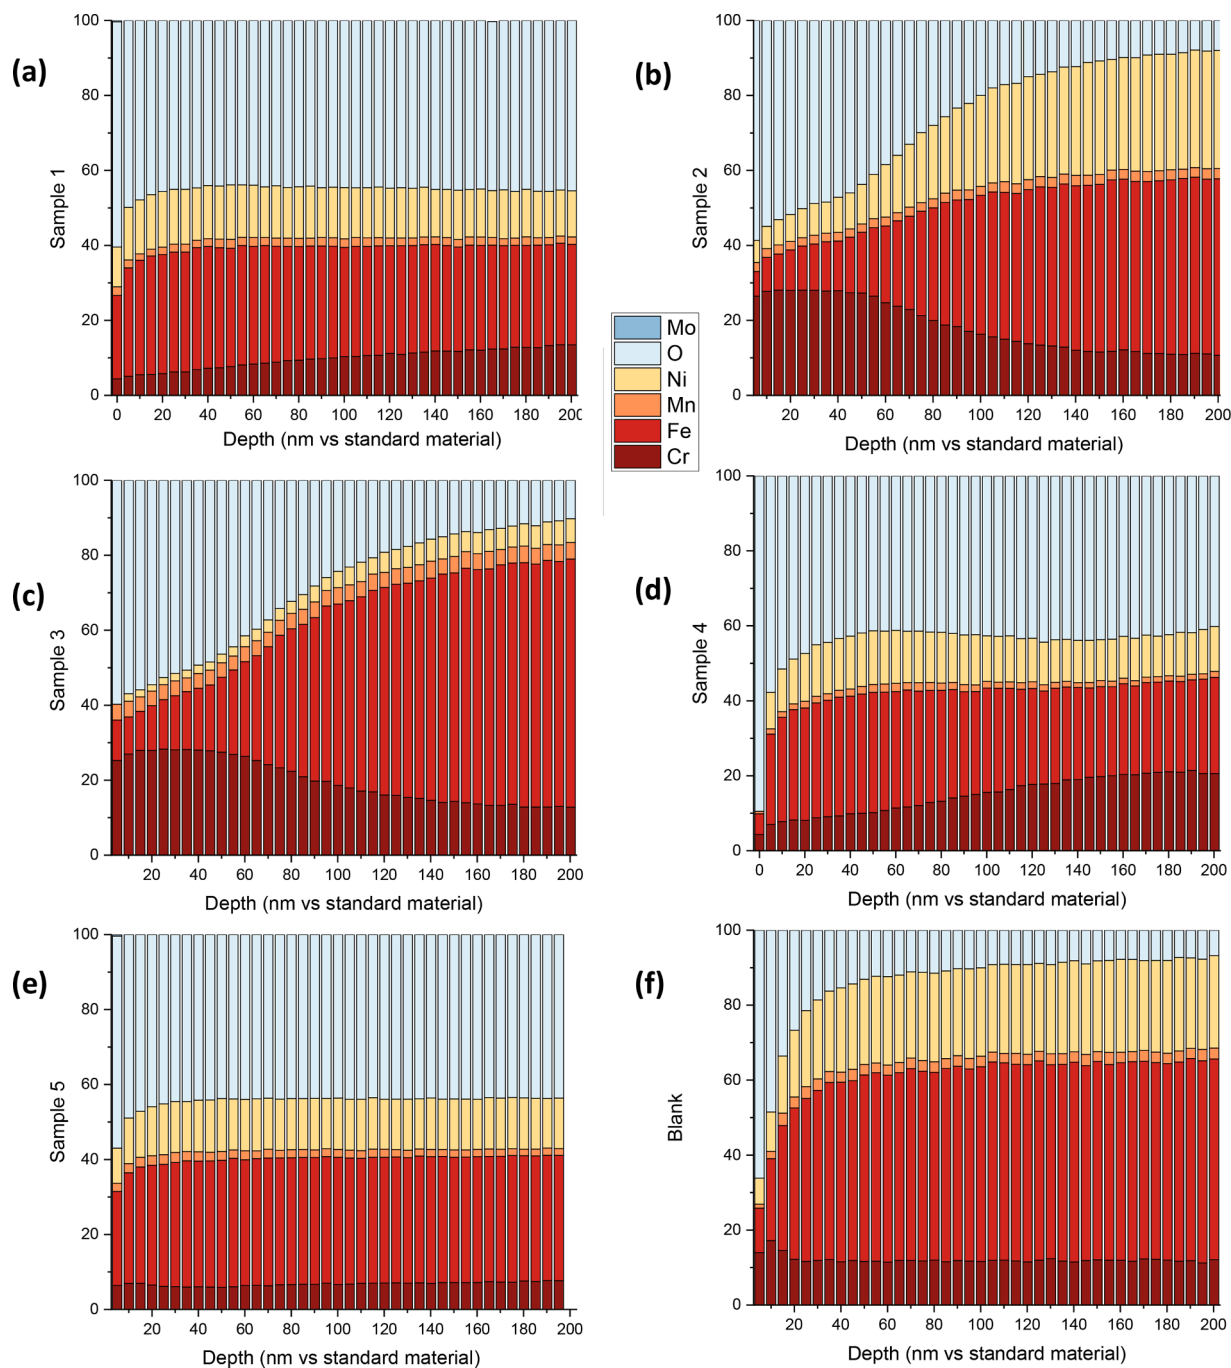 (a)
Sample 1
100
80
60
40
20
0
0 20 40 60 80 100 120 140 160 180 200
Depth (nm vs standard material)
(b)
Sample 2
100
80
60
40
20
0
20 40 60 80 100 120 140 160 180 200
Depth (nm vs standard material)
Mo
O
Ni
Mn
Fe
Cr
(c)
Sample 3
100
80
60
40
20
0
20 40 60 80 100 120 140 160 180 200
Depth (nm vs standard material)
(d)
Sample 4
100
80
60
40
20
0
0 20 40 60 80 100 120 140 160 180 200
Depth (nm vs standard material)
(e)
Sample 5
100
80
60
40
20
0
20 40 60 80 100 120 140 160 180 200
Depth (nm vs standard material)
(f)
Blank
100
80
60
40
20
0
20 40 60 80 100 120 140 160 180 200
Depth (nm vs standard material)